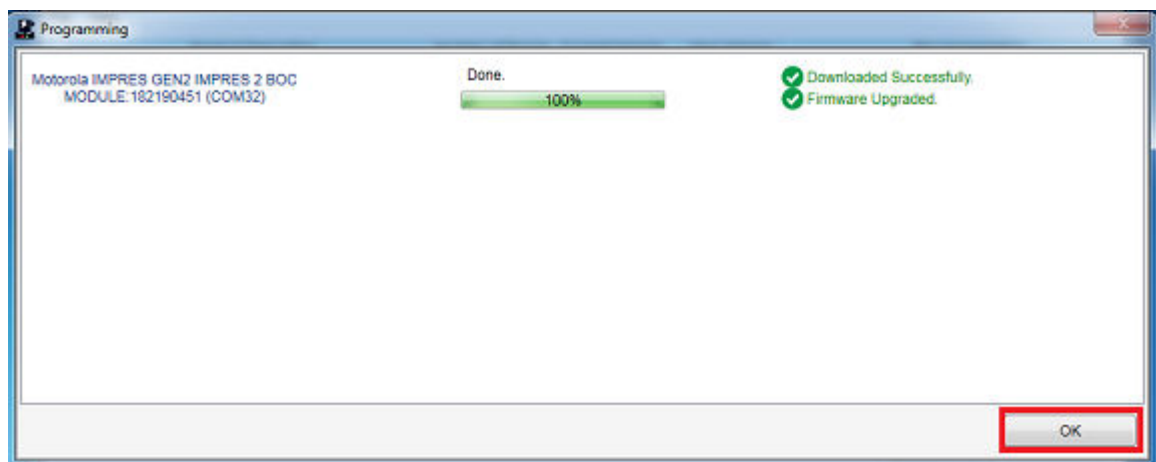 Programming
Motorola IMPRES GEN2 IMPRES 2 BOC
MODULE:182190451 (COM32)
Done.
100%
Downloaded Successfully.
Firmware Upgraded.
OK